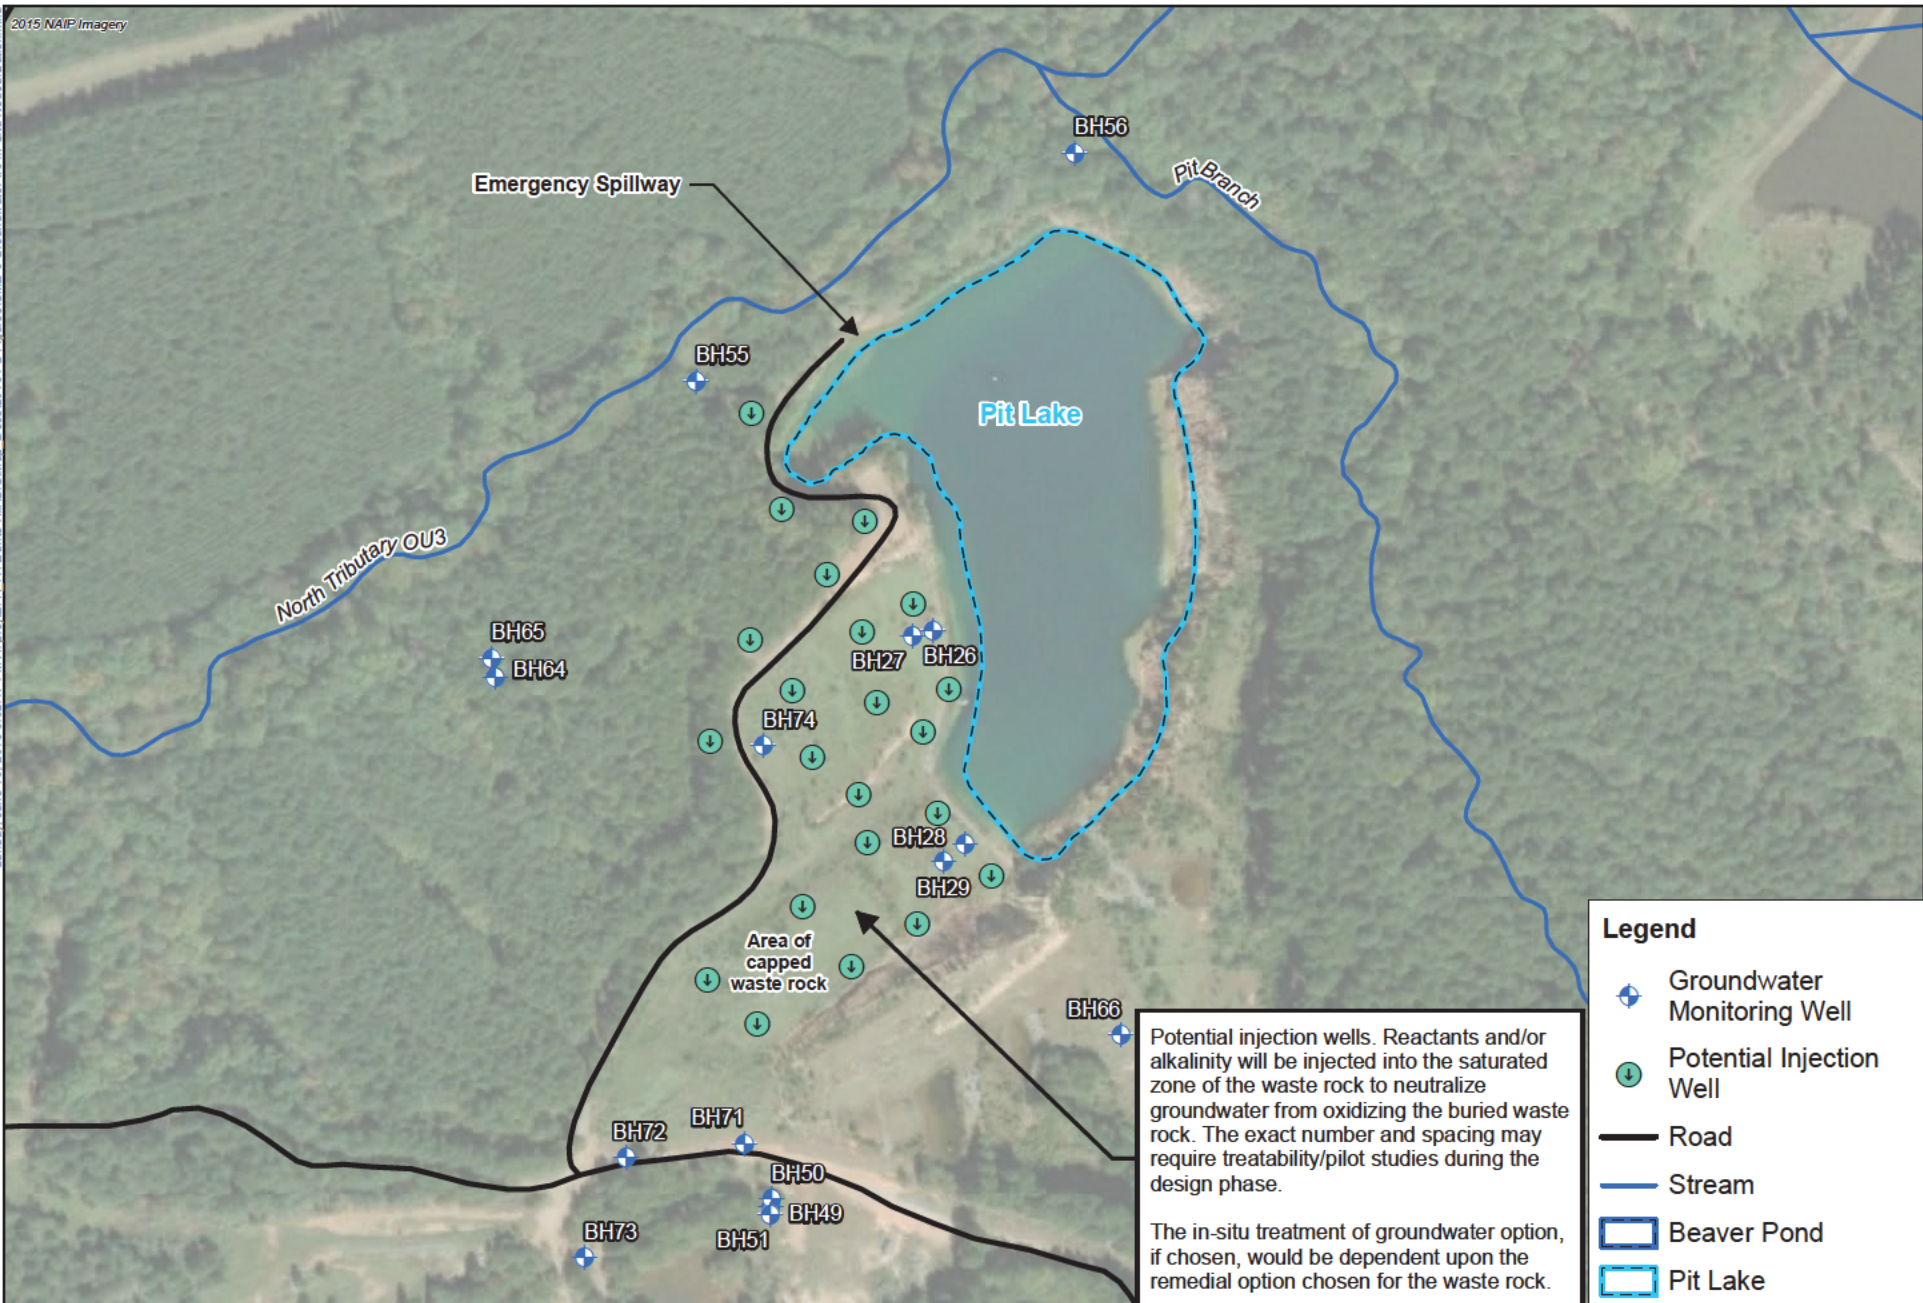 2015 NAIP Imagery
BH56
Emergency Spillway
Pit Branch
BH55
Pit Lake
North Tributary OU3
BH65
BH64
BH27
BH26
BH74
BH28
BH29
Area of
capped
waste rock
BH66
BH72
BH71
BH50
BH49
BH51
BH73
Potential injection wells. Reactants and/or
alkalinity will be injected into the saturated
zone of the waste rock to neutralize
groundwater from oxidizing the buried waste
rock. The exact number and spacing may
require treatability/pilot studies during the
design phase.
The in-situ treatment of groundwater option,
if chosen, would be dependent upon the
remedial option chosen for the waste rock.
Legend
Groundwater
Monitoring Well
Potential Injection
Well
Road
Stream
Beaver Pond
Pit Lake